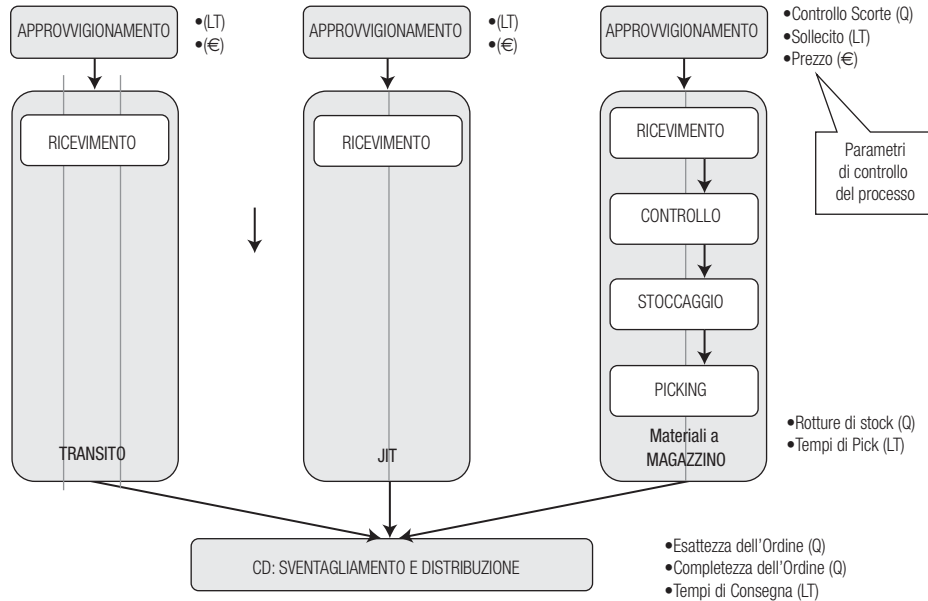 APPROVVIGIONAMENTO
•(LT)
•(€)
APPROVVIGIONAMENTO
•(LT)
•(€)
APPROVVIGIONAMENTO
•Controllo Scorte (Q)
•Sollecito (LT)
•Prezzo (€)
RICEVIMENTO
RICEVIMENTO
RICEVIMENTO
Parametri
di controllo
del processo
CONTROLLO
STOCCAGGIO
PICKING
TRANSITO
JIT
Materiali a
MAGAZZINO
•Rotture di stock (Q)
•Tempi di Pick (LT)
CD: SVENTAGLIAMENTO E DISTRIBUZIONE
•Esattezza dell'Ordine (Q)
•Completezza dell'Ordine (Q)
•Tempi di Consegna (LT)